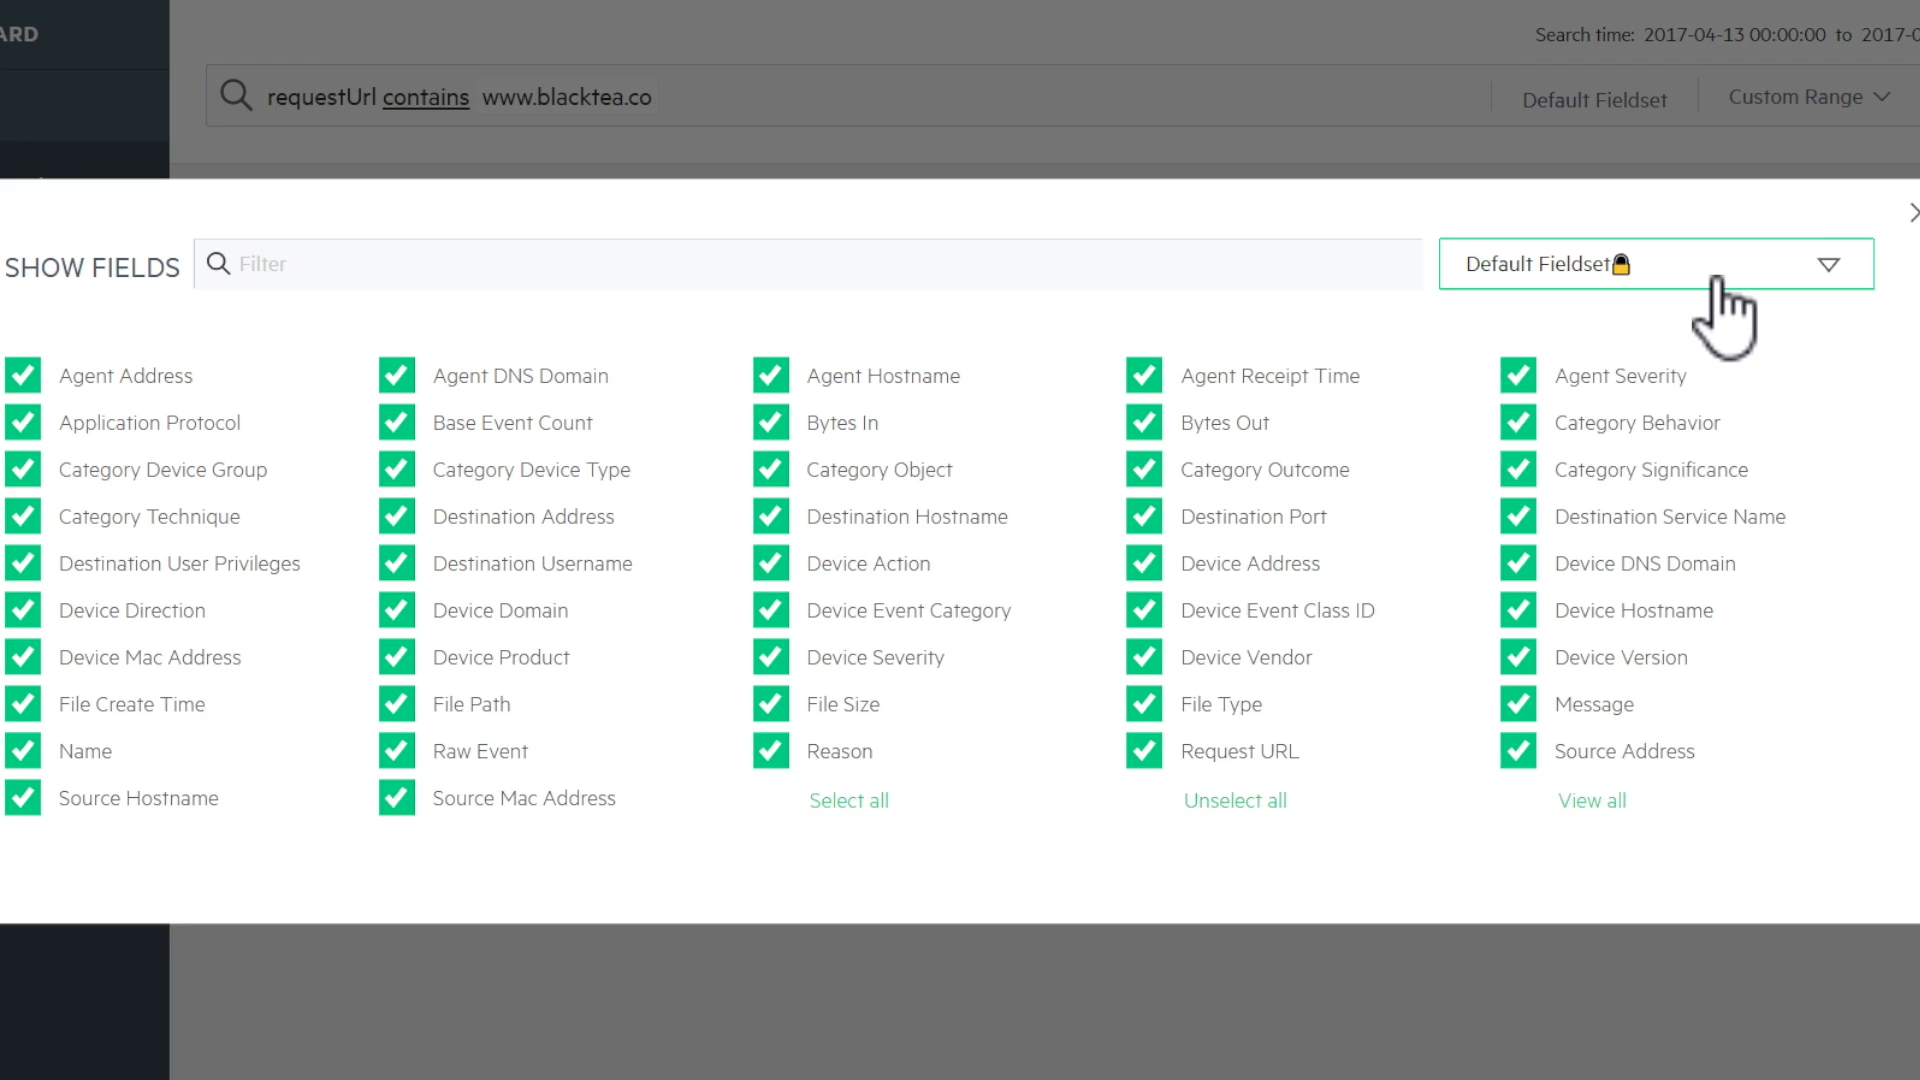 ARD
Search time: 2017-04-13 00:00:00 to 2017-0
requestUrl contains www.blacktea.co
Default Fieldset
Custom Range
SHOW FIELDS
Filter
Default Fieldset
Agent Address Agent DNS Domain Agent Hostname Agent Receipt Time Agent Severity
Application Protocol Base Event Count Bytes In Bytes Out Category Behavior
Category Device Group Category Device Type Category Object Category Outcome Category Significance
Category Technique Destination Address Destination Hostname Destination Port Destination Service Name
Destination User Privileges Destination Username Device Action Device Address Device DNS Domain
Device Direction Device Domain Device Event Category Device Event Class ID Device Hostname
Device Mac Address Device Product Device Severity Device Vendor Device Version
File Create Time File Path File Size File Type Message
Name Raw Event Reason Request URL Source Address
Source Hostname Source Mac Address Select all Unselect all View all